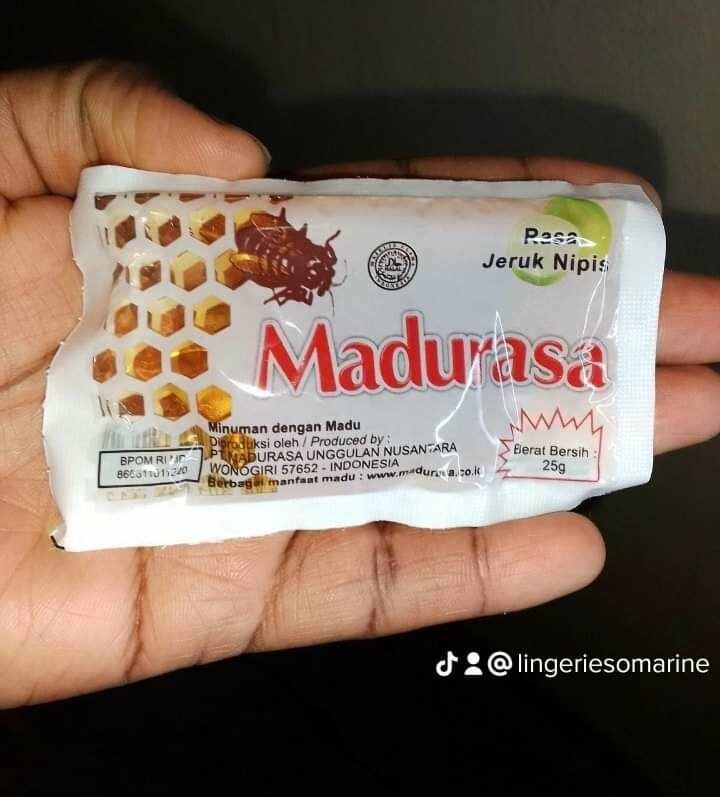 Rasa
Jeruk Nipis
Madurasa
Minuman dengan Madu
Diproduksi oleh / Produced by :
PT MADURASA UNGGULAN NUSANTARA
WONOGIRI 57652 - INDONESIA
Berbagai manfaat madu : www.madurasa.co.id
BPOM RI MD
Berat Bersih :
25g
@lingeriesomarine